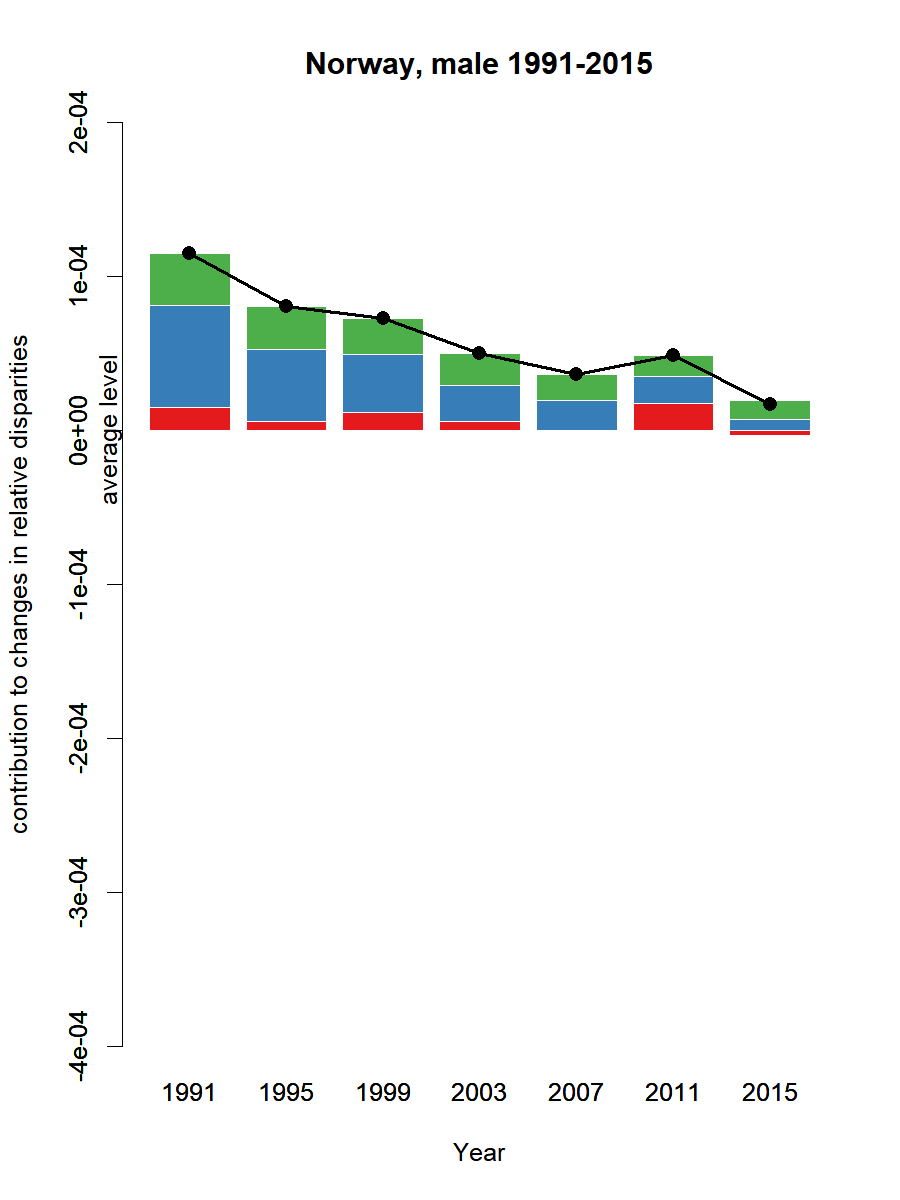 Norway, male 1991-2015
contribution to changes in relative disparities
average level
2e-04
1e-04
0e+00
-1e-04
-2e-04
-3e-04
-4e-04
1991 1995 1999 2003 2007 2011 2015
Year